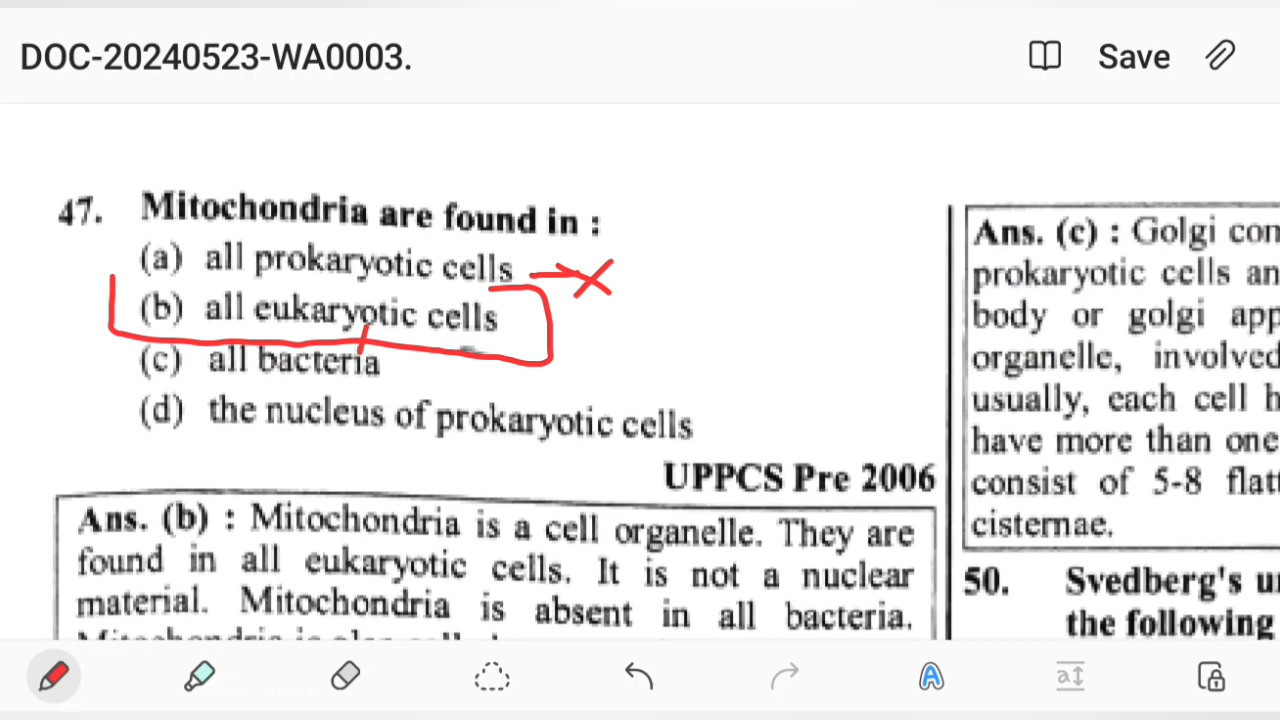 DOC-20240523-WA0003.
Save
47. Mitochondria are found in :
(a) all prokaryotic cells
(b) all eukaryotic cells
(c) all bacteria
(d) the nucleus of prokaryotic cells
UPPCS Pre 2006
Ans. (b) : Mitochondria is a cell organelle. They are
found in all eukaryotic cells. It is not a nuclear
material. Mitochondria is absent in all bacteria.
Ans. (c) : Golgi con
prokaryotic cells an
body or golgi app
organelle, involved
usually, each cell h
have more than one
consist of 5-8 flatt
cisternae.
50. Svedberg's u
the following